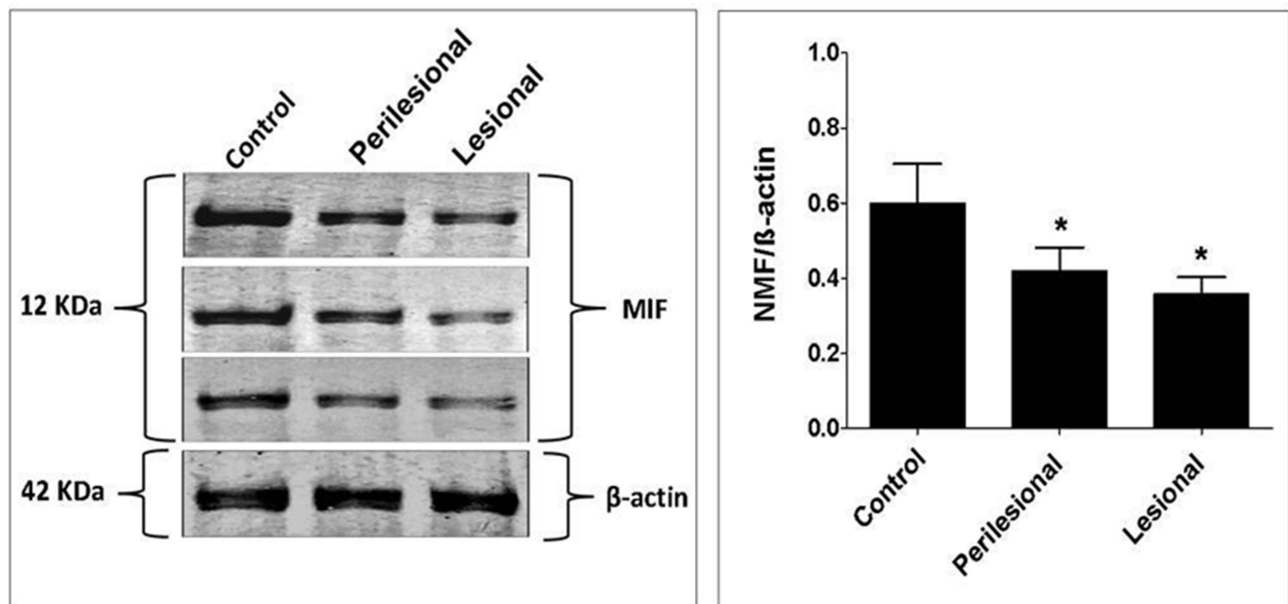 Control
Perilesional
Lesional
12 KDa
MIF
42 KDa
β-actin
NMF/ß-actin
1.0
0.8
0.6
0.4
0.2
0.0
*
*
Control
Perilesional
Lesional